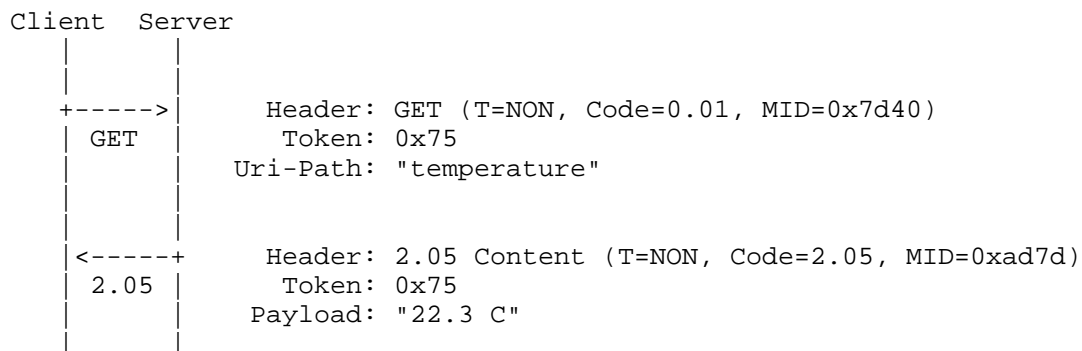 Client Server
+----->| Header: GET (T=NON, Code=0.01, MID=0x7d40)
| GET | Token: 0x75
| | Uri-Path: "temperature"
|<-----+ Header: 2.05 Content (T=NON, Code=2.05, MID=0xad7d)
| 2.05 | Token: 0x75
| | Payload: "22.3 C"